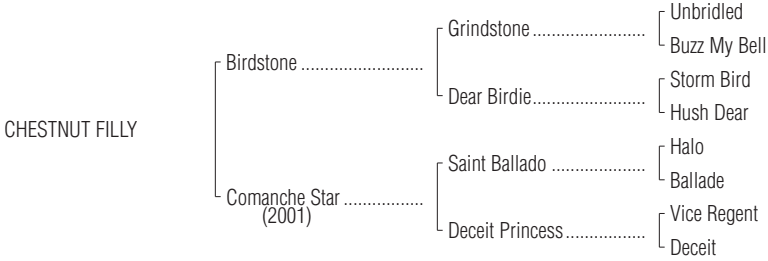 Unbridled
Grindstone ..........................
Buzz My Bell
Birdstone ............................
Storm Bird
Dear Birdie..........................
Hush Dear
CHESTNUT FILLY
Halo
Saint Ballado ......................
Ballade
Comanche Star ..................
(2001)
Vice Regent
Deceit Princess..................
Deceit